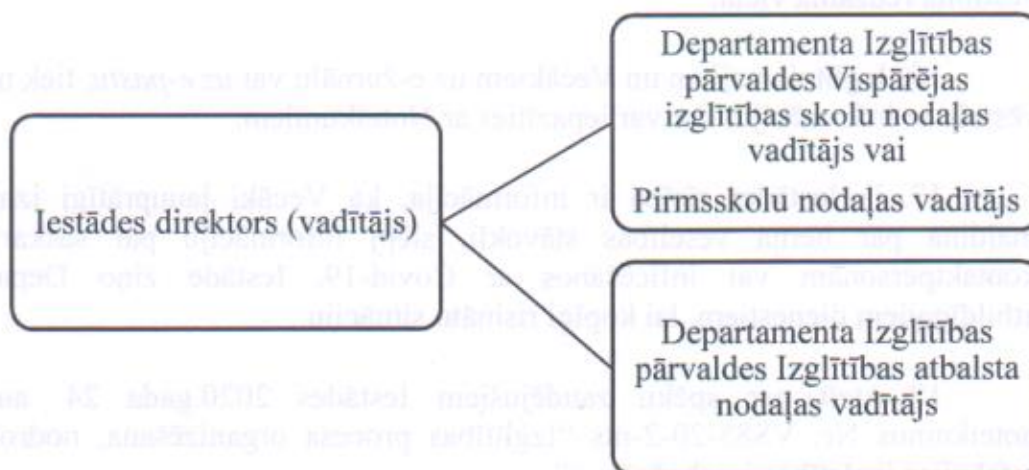 Iestādes direktors (vadītājs)
Departamenta Izglītības
pārvaldes Vispārējas
izglītības skolu nodaļas
vadītājs vai
Pirmsskolu nodaļas vadītājs
Departamenta Izglītības
pārvaldes Izglītības atbalsta
nodaļas vadītājs